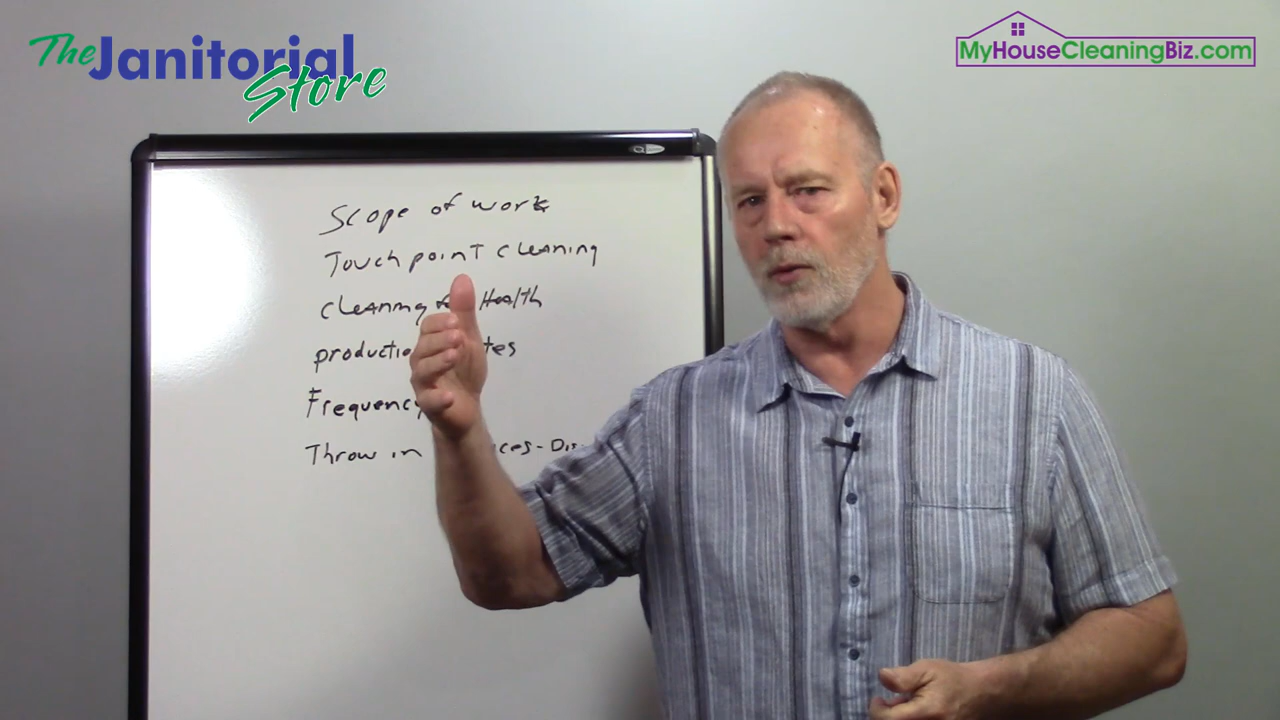 The Janitorial Store
MyHouseCleaningBiz.com
Scope of work
Touch point cleaning
cleaning Health
production
Frequency
Throw in